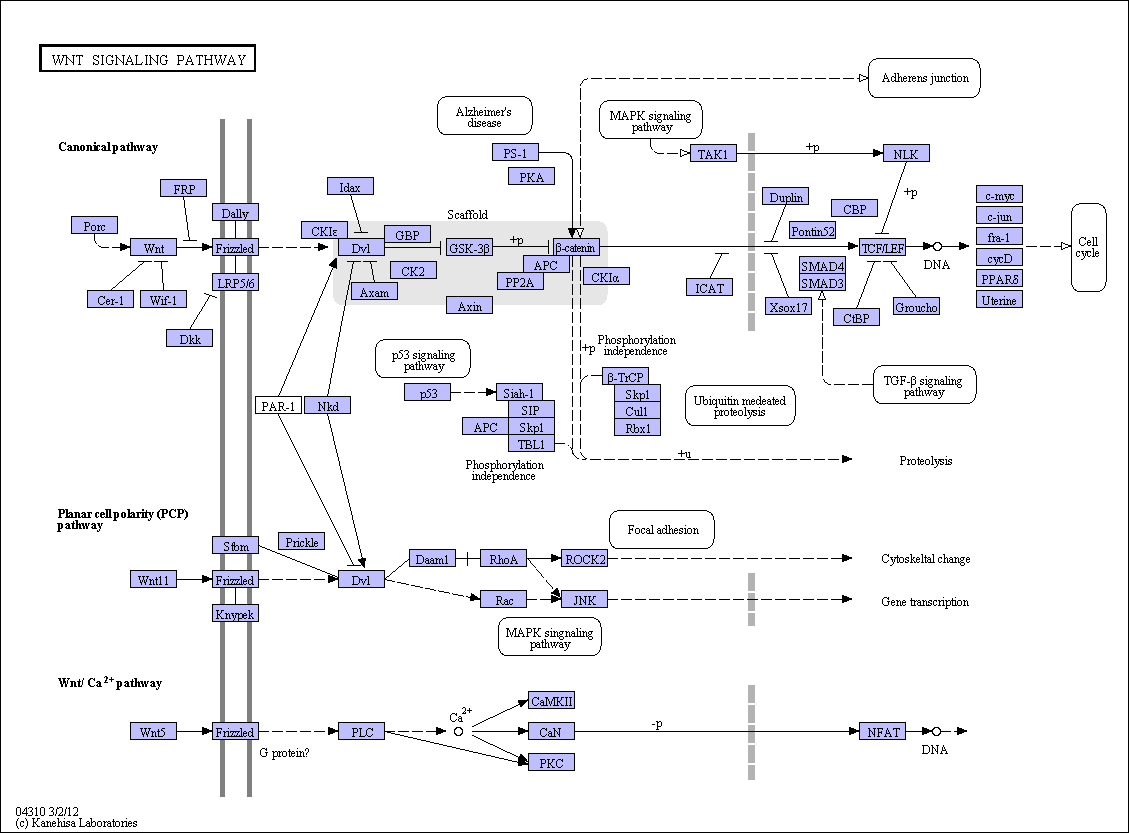 WNT SIGNALING PATHWAY
Adherens junction
Alzheimer's
disease
MAPK signaling
pathway
Canonical pathway
PS-1
TAK1
+p
NLK
PKA
FRP
Idax
+p
Duplin
c-myc
Dally
Scaffold
CBP
c-jun
Porc
CKIε
GBP
Pontin52
fra-1
Wnt
Frizzled
Dvl
GSK-3β
+p
β-catenin
TCF/LEF
DNA
Cell
cycle
cycD
APC
SMAD4
CK2
CKIα
LRP5/6
PP2A
SMAD3
PPARδ
Cer-1
Wif-1
Axam
ICAT
Uterine
Axin
Xsox17
CtBP
Groucho
Dkk
+p
Phosphorylation
independence
p53 signaling
pathway
β-TrCP
TGF-β signaling
pathway
p53
Siah-1
Skp1
PAR-1
Nkd
SIP
Cul1
Ubiquitin medeated
proteolysis
APC
Skp1
Rbx1
TBL1
+u
Proteolysis
Phosphorylation
independence
Planar cell polarity (PCP)
pathway
Focal adhesion
Stbm
Prickle
Daam1
RhoA
ROCK2
Cytoskeltal change
Wnt11
Frizzled
Dvl
Rac
JNK
Gene transcription
Knypek
MAPK singnaling
pathway
Wnt/ Ca2+ pathway
CaMKII
Ca2+
-p
Wnt5
Frizzled
PLC
CaN
NFAT
DNA
G protein?
PKC
04310 3/2/12
(c) Kanehisa Laboratories